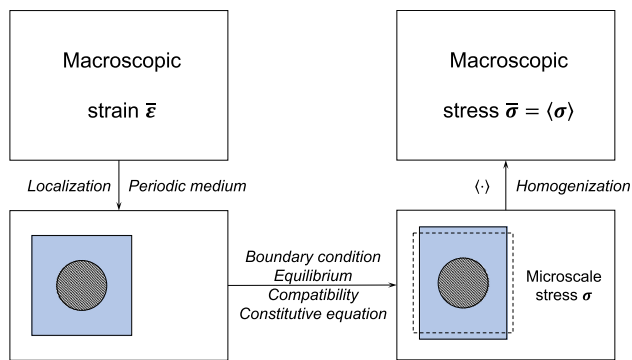 Macroscopic
strain ε̅
Macroscopic
stress σ̅ = ⟨σ⟩
Localization
Periodic medium
⟨·⟩
Homogenization
Boundary condition
Equilibrium
Compatibility
Constitutive equation
Microscale
stress σ